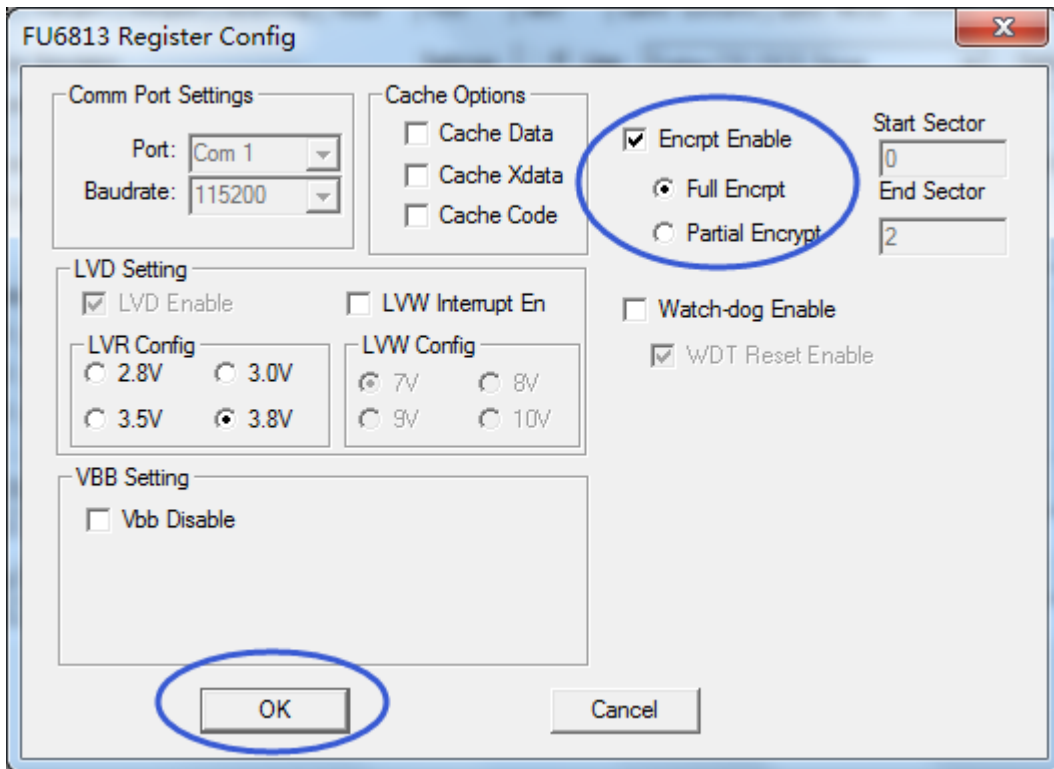 FU6813 Register Config
Comm Port Settings
Port: Com 1
Baudrate: 115200
Cache Options
Cache Data
Cache Xdata
Cache Code
Encrpt Enable
Full Encrpt
Partial Encrypt
Start Sector
0
End Sector
2
LVD Setting
LVD Enable
LVW Interrupt En
LVR Config
2.8V 3.0V
3.5V 3.8V
LVW Config
7V 8V
9V 10V
Watch-dog Enable
WDT Reset Enable
VBB Setting
Vbb Disable
OK
Cancel